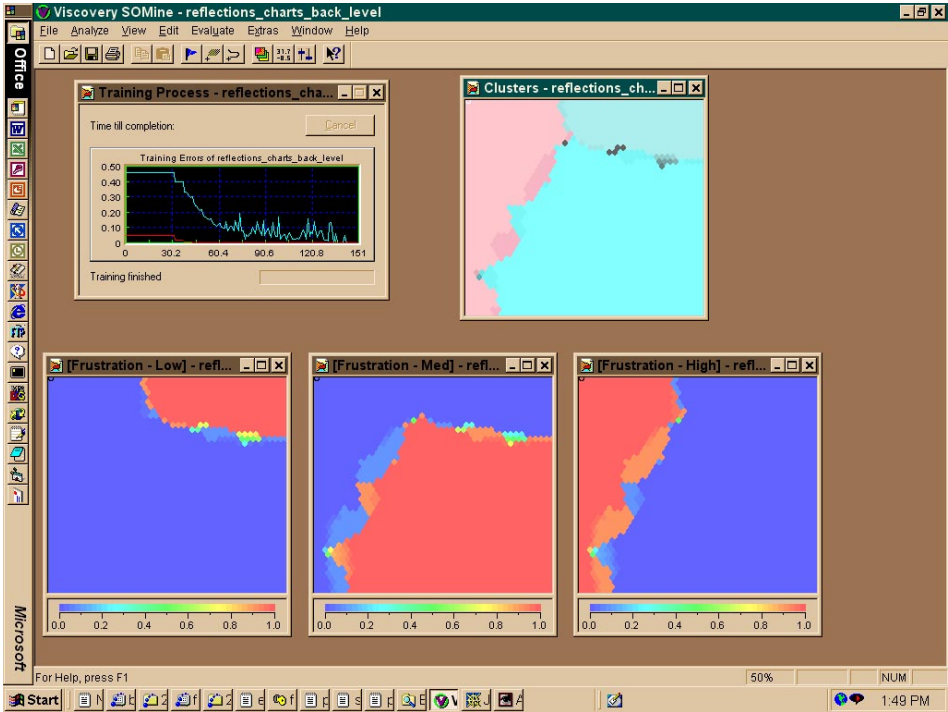 Viscovery SOMine - reflections_charts_back_level
File Analyze View Edit Evaluate Extras Window Help
Office
Training Process - reflections_cha...
Time till completion:
Cancel
Training Errors of reflections_charts_back_level
0.50
0.40
0.30
0.20
0.10
0
0 30.2 60.4 90.6 120.8 151
Training finished
Clusters - reflections_ch...
[Frustration - Low] - refl...
0.0 0.2 0.4 0.6 0.8 1.0
[Frustration - Med] - refl...
0.0 0.2 0.4 0.6 0.8 1.0
[Frustration - High] - refl...
0.0 0.2 0.4 0.6 0.8 1.0
Microsoft
For Help, press F1
50%
NUM
Start
1:49 PM